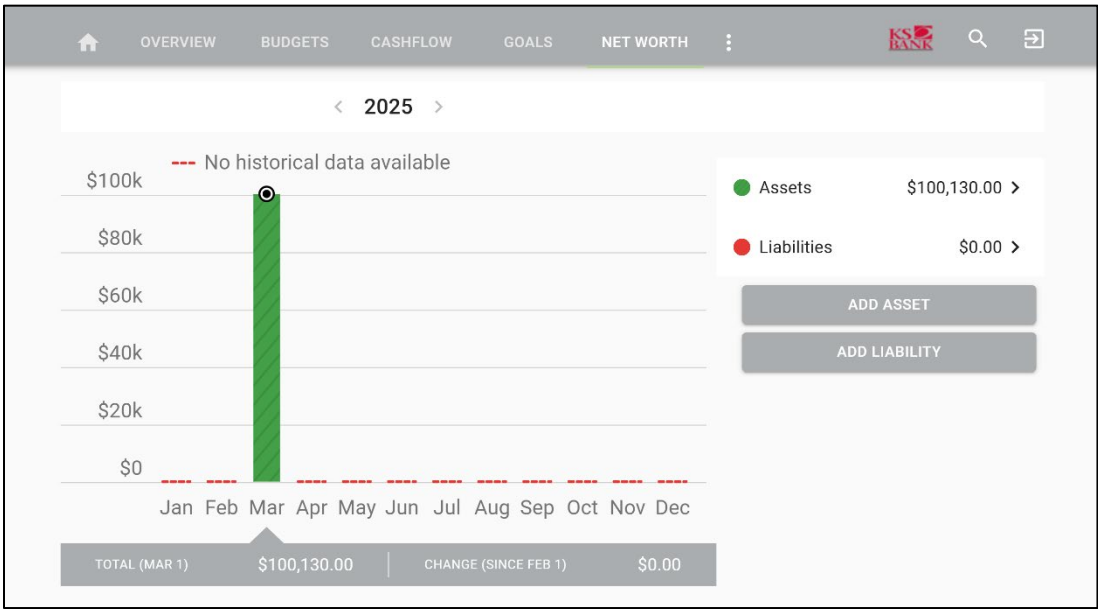 OVERVIEW BUDGETS CASHFLOW GOALS NET WORTH KS BANK
2025
--- No historical data available
$100k
$80k
$60k
$40k
$20k
$0
Jan Feb Mar Apr May Jun Jul Aug Sep Oct Nov Dec
TOTAL (MAR 1) $100,130.00 CHANGE (SINCE FEB 1) $0.00
Assets $100,130.00
Liabilities $0.00
ADD ASSET
ADD LIABILITY